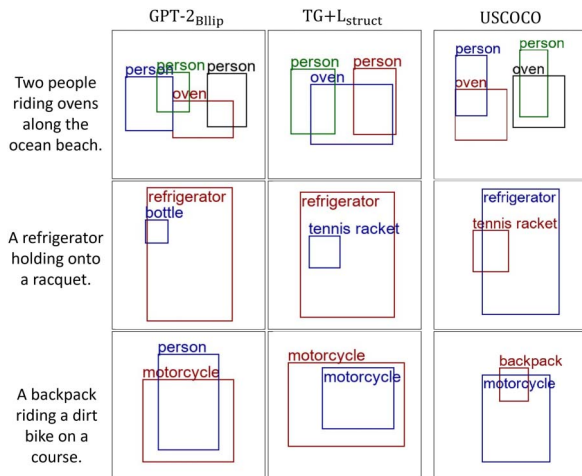 GPT-2Bllip TG+Lstruct USCOCO
Two people
riding ovens
along the
ocean beach.
person
person
person
oven
person
person
oven
person
person
oven
oven
A refrigerator
holding onto
a racquet.
refrigerator
bottle
refrigerator
tennis racket
refrigerator
tennis racket
A backpack
riding a dirt
bike on a
course.
person
motorcycle
motorcycle
motorcycle
backpack
motorcycle